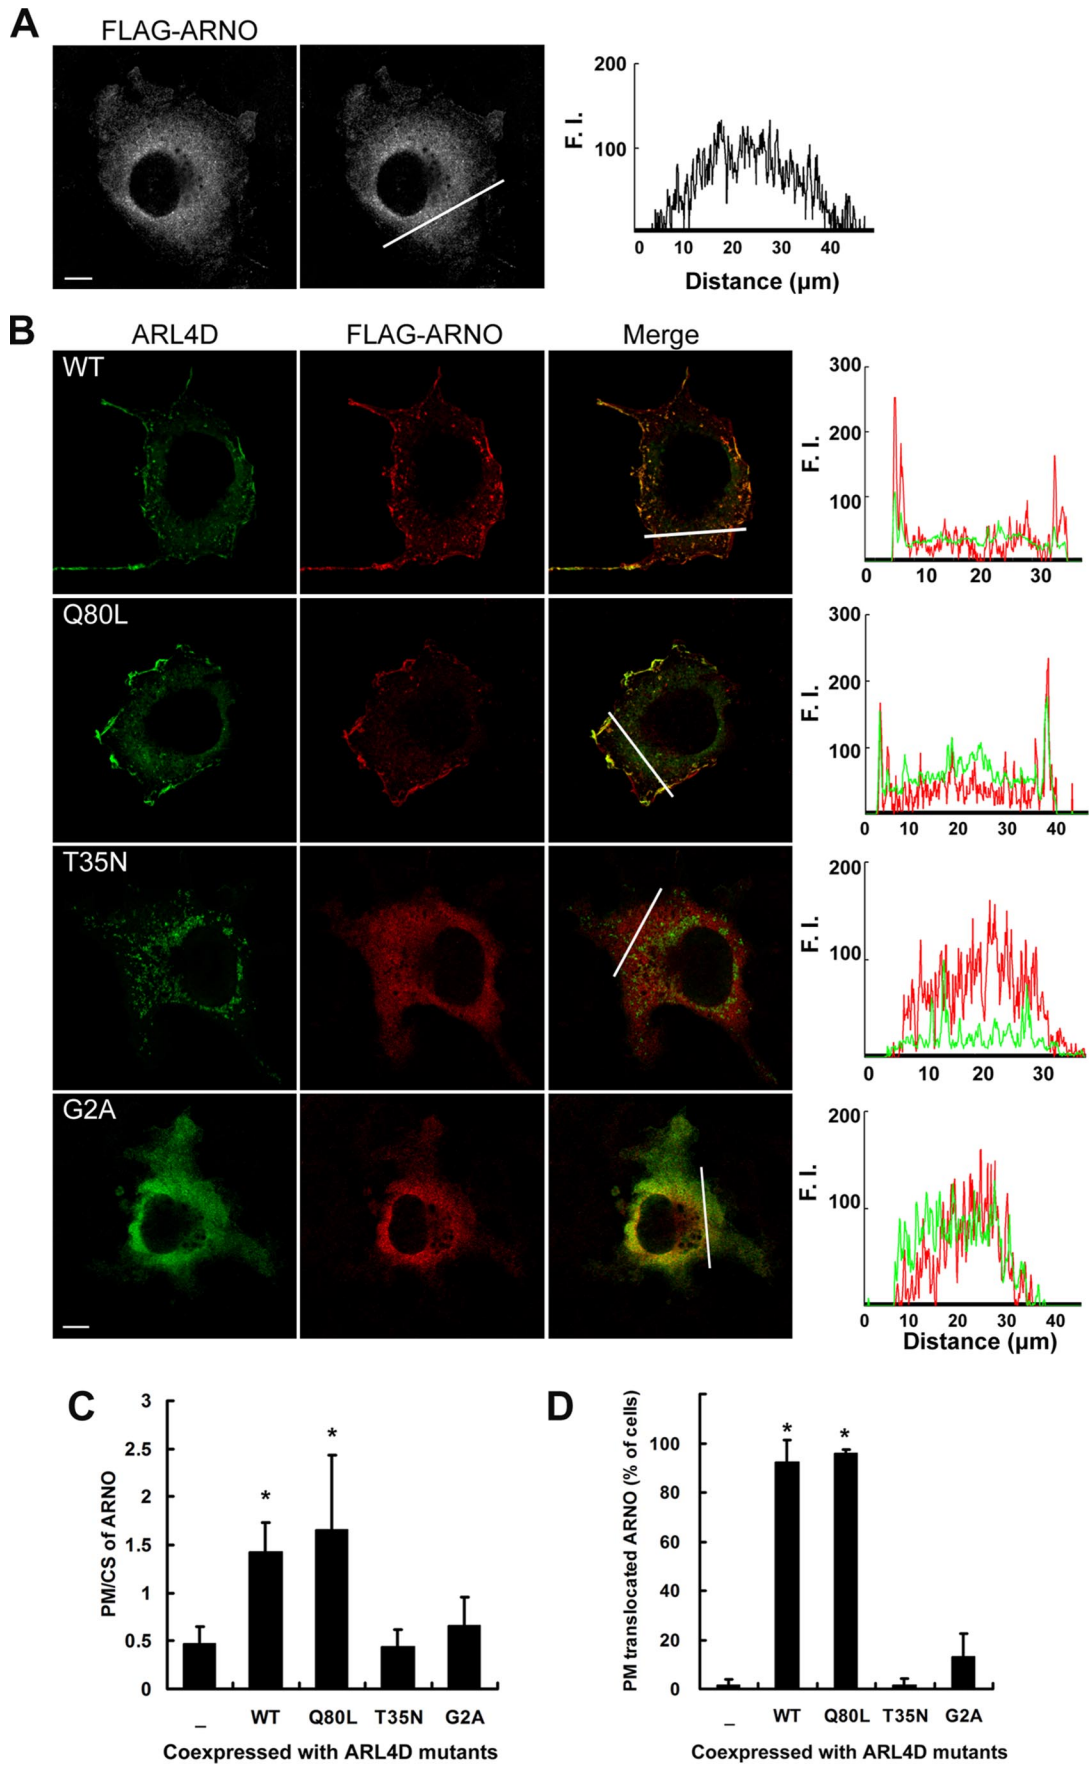 A
FLAG-ARNO
200
100
F. I.
0 10 20 30 40
Distance (µm)
B
ARL4D FLAG-ARNO Merge
WT
300
200
100
F. I.
0 10 20 30
Q80L
300
200
100
F. I.
0 10 20 30 40
T35N
200
100
F. I.
0 10 20 30
G2A
200
100
F. I.
0 10 20 30 40
Distance (µm)
C
PM/CS of ARNO
3
2.5
2
1.5
1
0.5
0
* *
_ WT Q80L T35N G2A
Coexpressed with ARL4D mutants
D
PM translocated ARNO (% of cells)
100
80
60
40
20
0
* *
_ WT Q80L T35N G2A
Coexpressed with ARL4D mutants